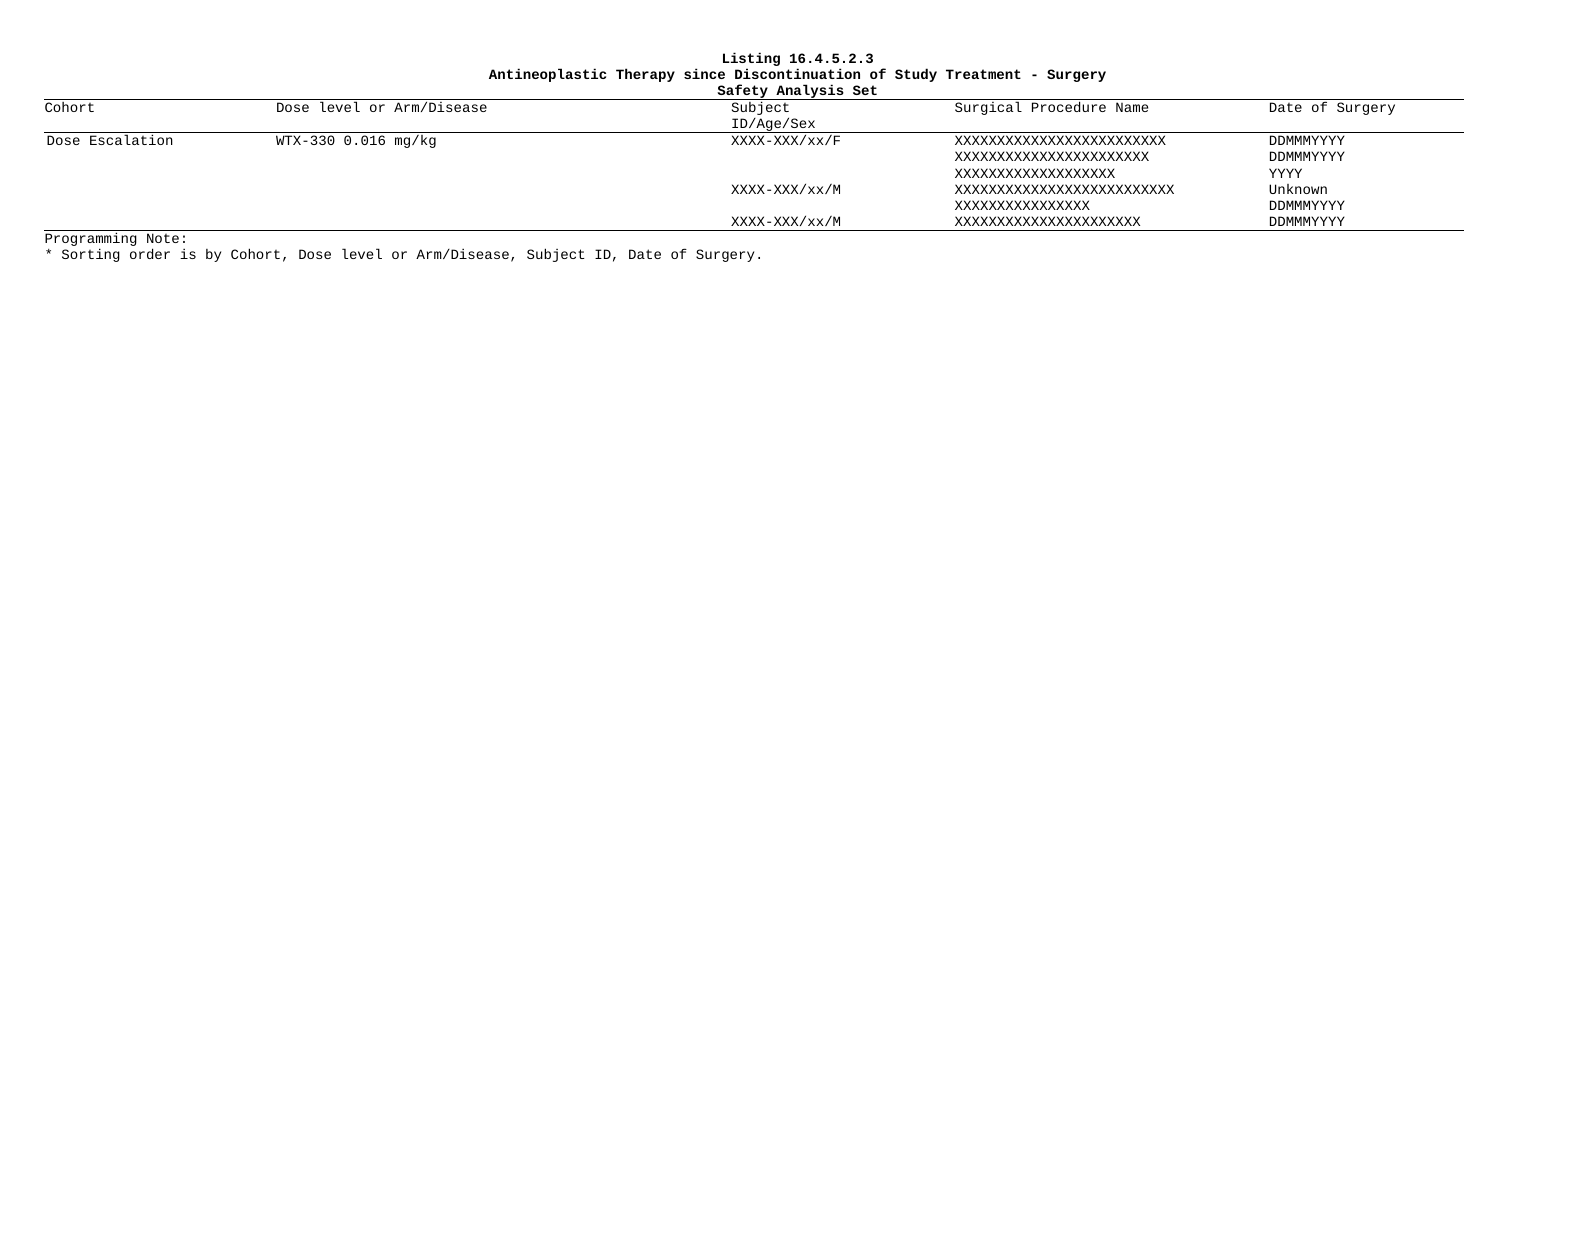 Listing 16.4.5.2.3
Antineoplastic Therapy since Discontinuation of Study Treatment - Surgery
Safety Analysis Set
Cohort Dose level or Arm/Disease Subject ID/Age/Sex Surgical Procedure Name Date of Surgery
Dose Escalation WTX-330 0.016 mg/kg XXXX-XXX/xx/F XXXXXXXXXXXXXXXXXXXXXXXXX DDMMMYYYY
XXXXXXXXXXXXXXXXXXXXXXX DDMMMYYYY
XXXXXXXXXXXXXXXXXXX YYYY
XXXX-XXX/xx/M XXXXXXXXXXXXXXXXXXXXXXXXXX Unknown
XXXXXXXXXXXXXXXX DDMMMYYYY
XXXX-XXX/xx/M XXXXXXXXXXXXXXXXXXXXXX DDMMMYYYY
Programming Note:
* Sorting order is by Cohort, Dose level or Arm/Disease, Subject ID, Date of Surgery.